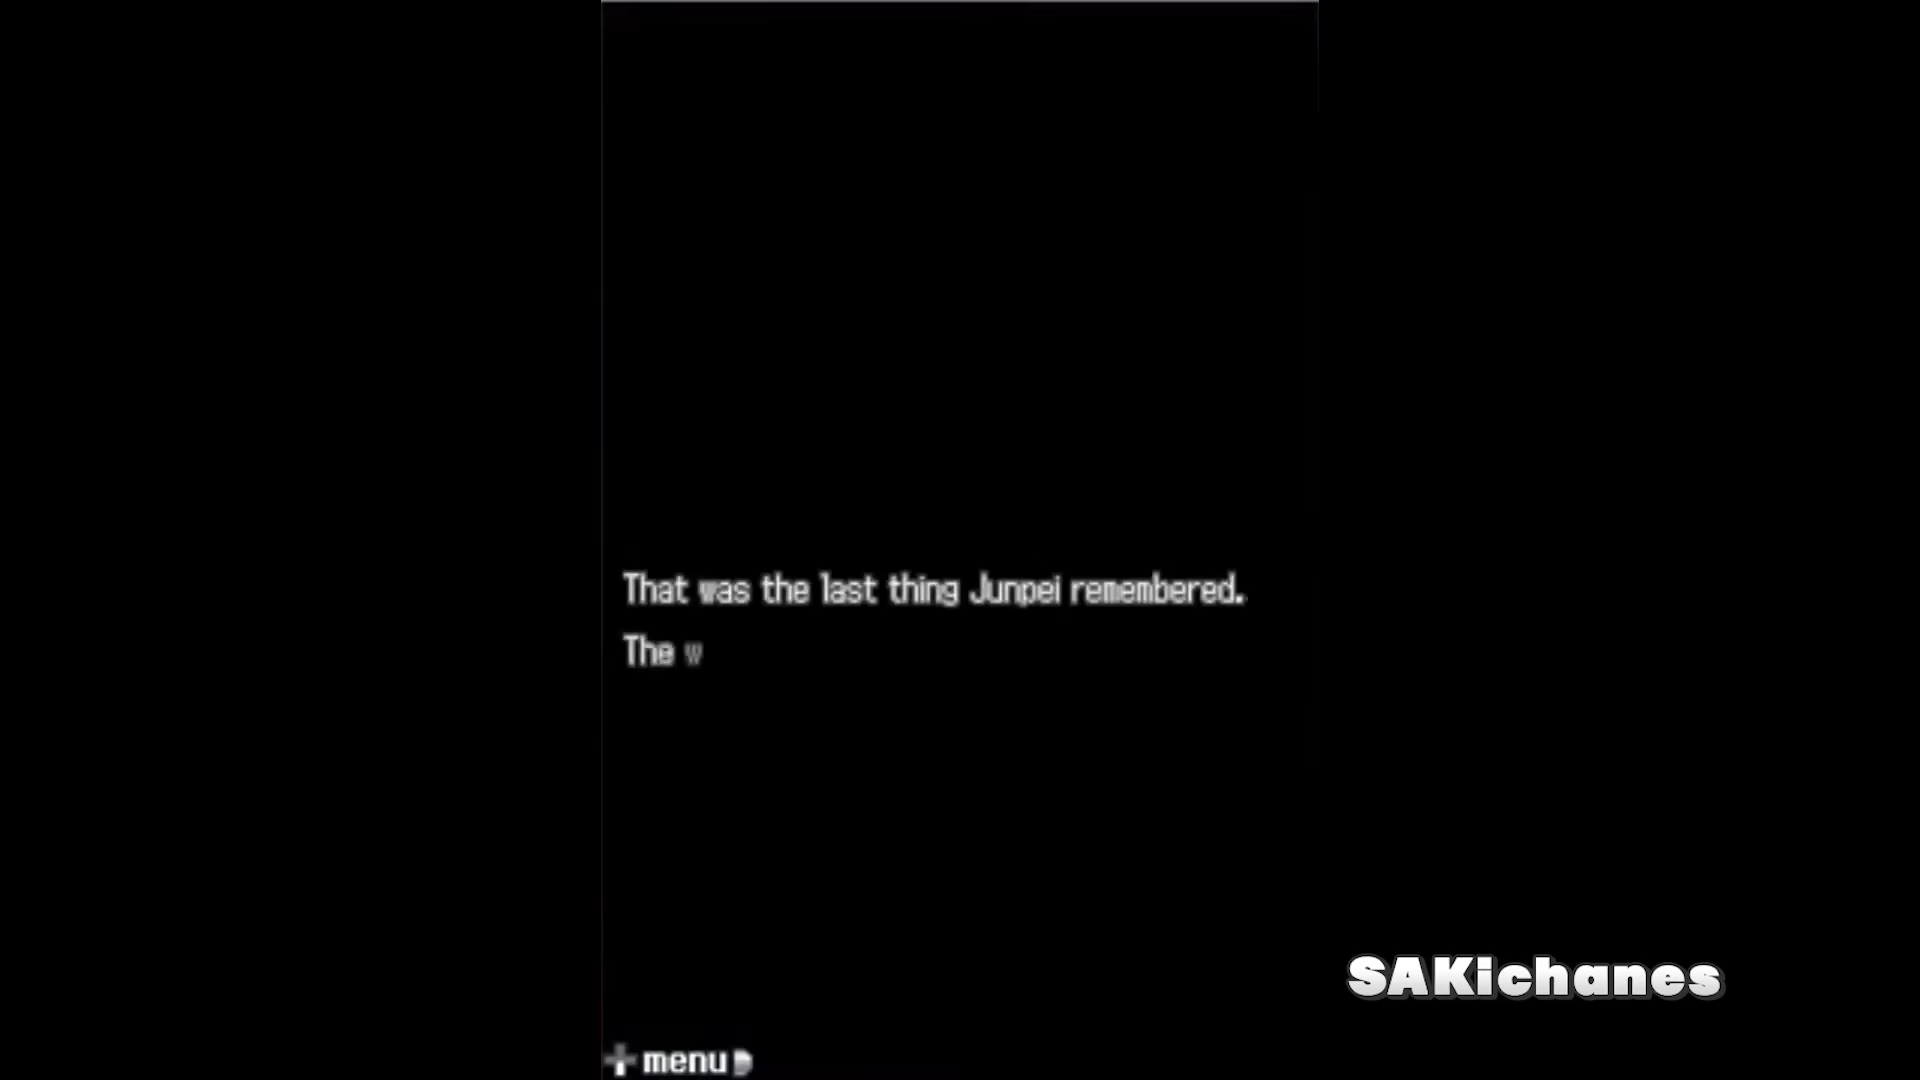 That was the last thing Junpei remembered.
The w
SAKichanes
menu